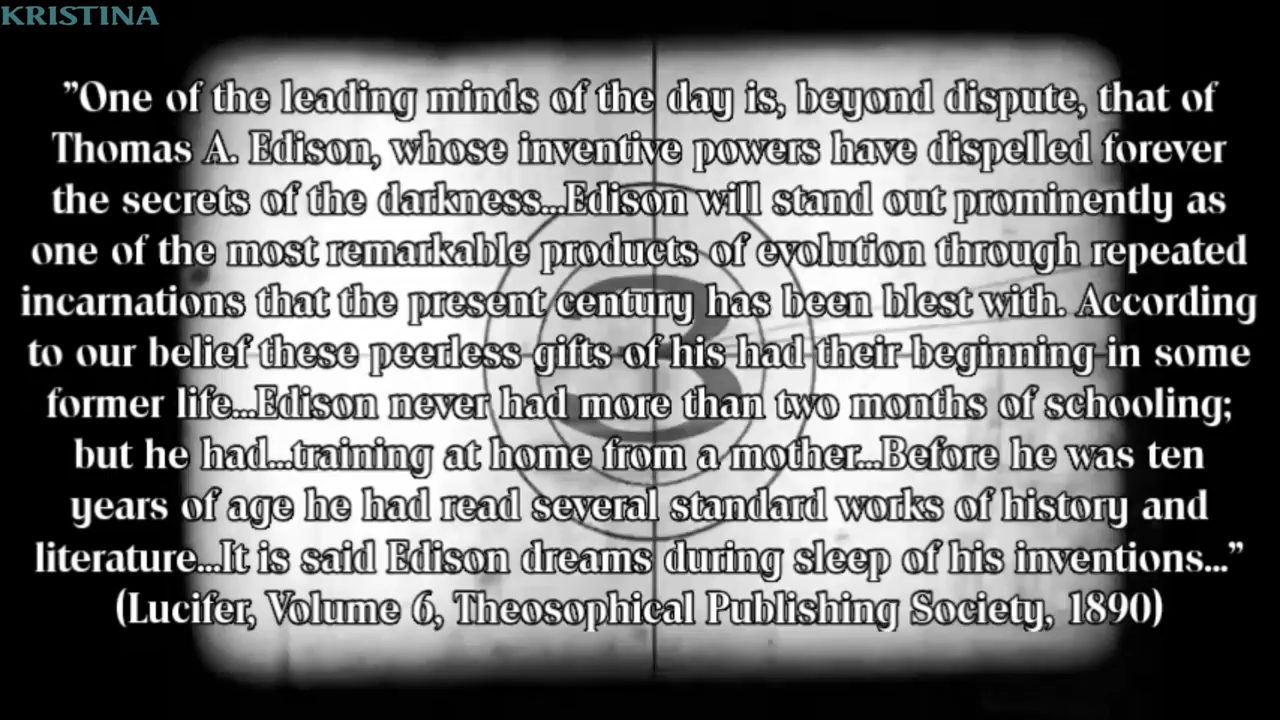 KRISTINA
"One of the leading minds of the day is, beyond dispute, that of
Thomas A. Edison, whose inventive powers have dispelled forever
the secrets of the darkness...Edison will stand out prominently as
one of the most remarkable products of evolution through repeated
incarnations that the present century has been blest with. According
to our belief these peerless gifts of his had their beginning in some
former life...Edison never had more than two months of schooling;
but he had...training at home from a mother...Before he was ten
years of age he had read several standard works of history and
literature...It is said Edison dreams during sleep of his inventions..."
(Lucifer, Volume 6, Theosophical Publishing Society, 1890)
3